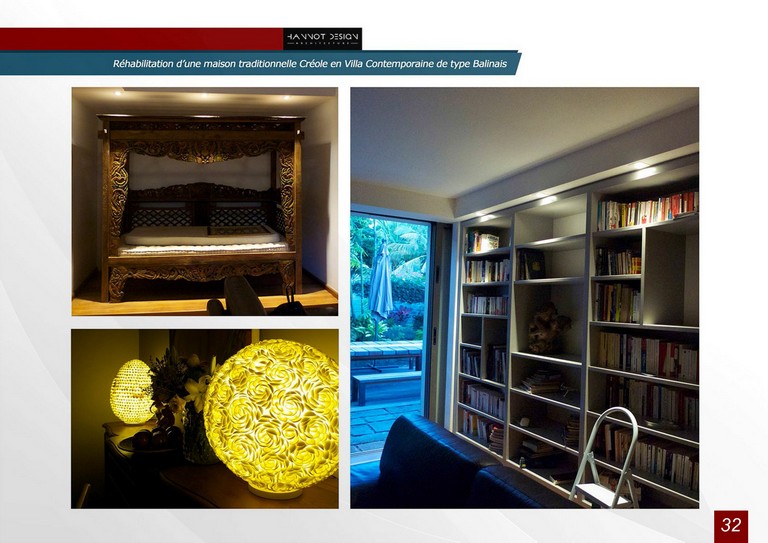 HANNOT DESIGN
ARCHITECTURE
Réhabilitation d'une maison traditionnelle Créole en Villa Contemporaine de type Balinais
32